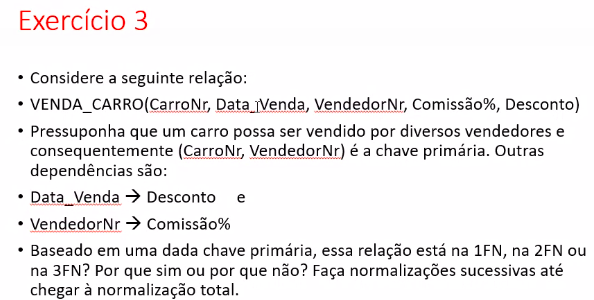 Exercício 3
• Considere a seguinte relação:
• VENDA_CARRO(CarroNr, Data_Venda, VendedorNr, Comissão%, Desconto)
• Pressuponha que um carro possa ser vendido por diversos vendedores e
consequentemente (CarroNr, VendedorNr) é a chave primária. Outras
dependências são:
• Data_Venda → Desconto e
• VendedorNr → Comissão%
• Baseado em uma dada chave primária, essa relação está na 1FN, na 2FN ou
na 3FN? Por que sim ou por que não? Faça normalizações sucessivas até
chegar à normalização total.